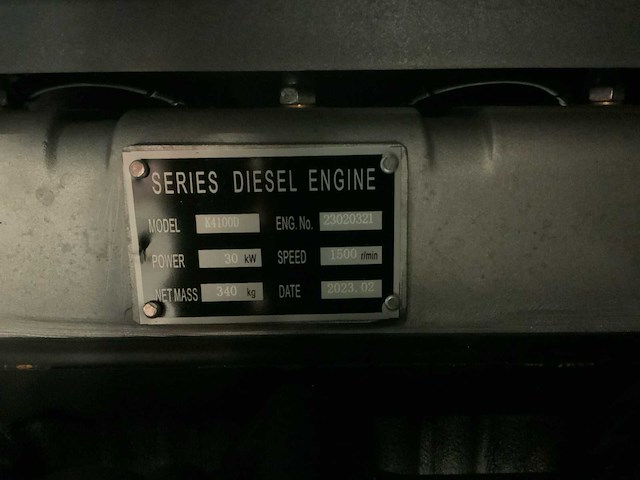 SERIES DIESEL ENGINE
MODEL K4100D ENG. No. 23020321
POWER 30 kW SPEED 1500 r/min
NET MASS 340 kg DATE 2023.02